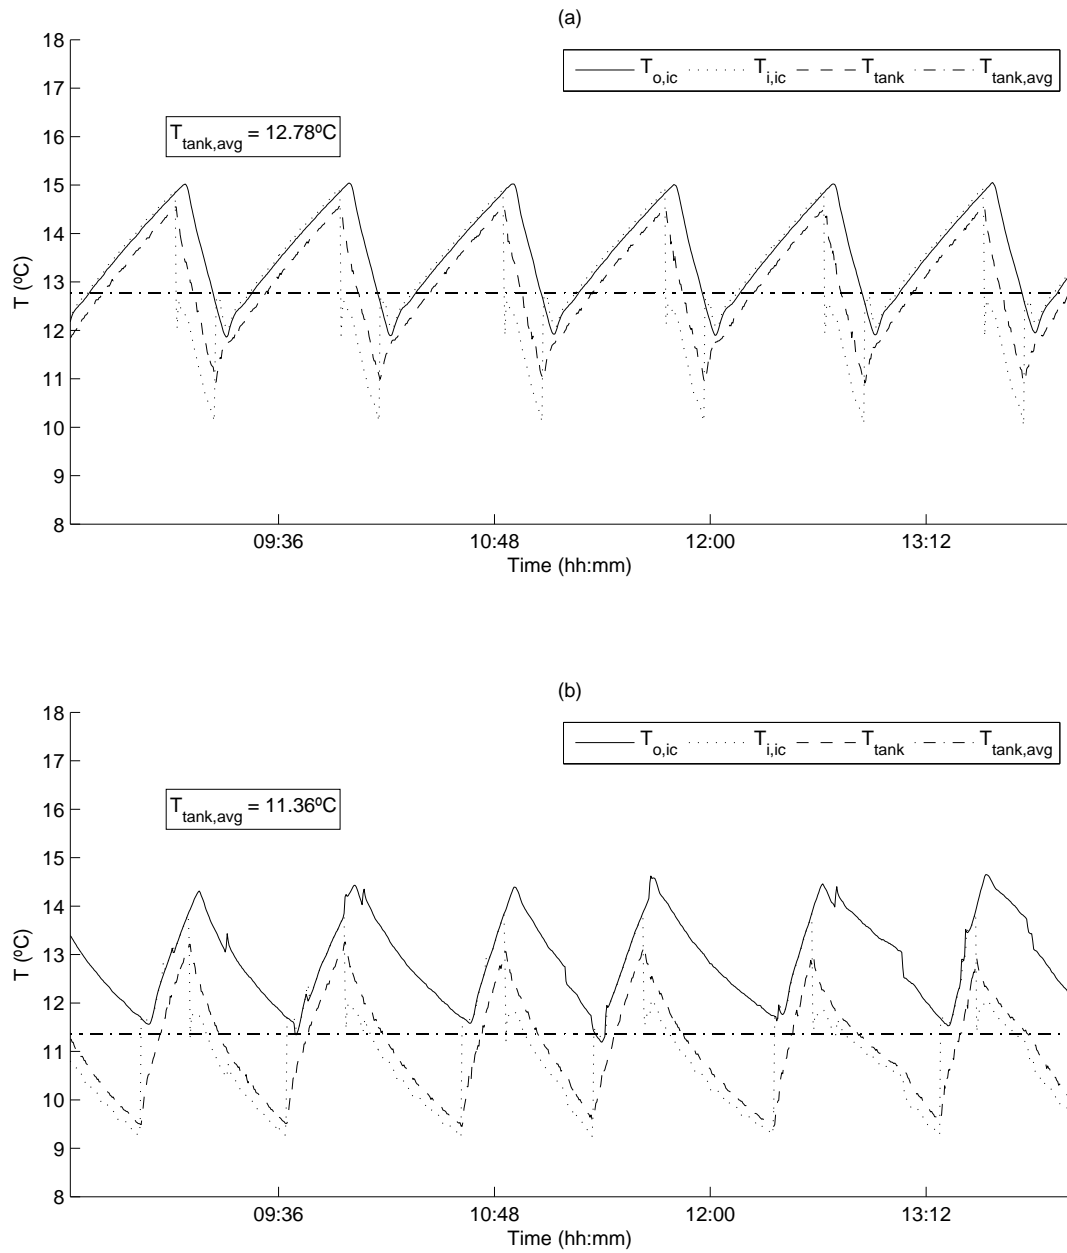 (a)
18
T_o,ic T_i,ic T_tank T_tank,avg
17
16
T_tank,avg = 12.78ºC
15
14
13
T (ºC)
12
11
10
9
8
09:36 10:48 12:00 13:12
Time (hh:mm)
(b)
18
T_o,ic T_i,ic T_tank T_tank,avg
17
16
T_tank,avg = 11.36ºC
15
14
13
T (ºC)
12
11
10
9
8
09:36 10:48 12:00 13:12
Time (hh:mm)